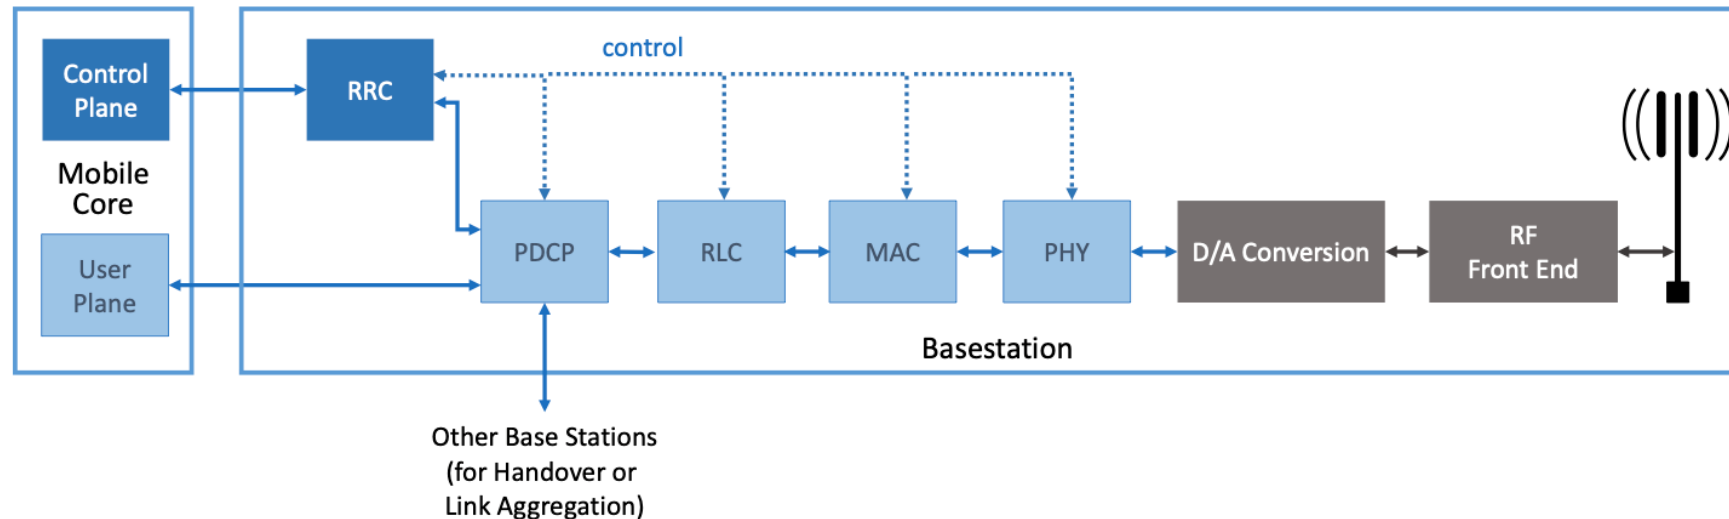 Control
Plane
Mobile
Core
User
Plane
RRC
control
PDCP
RLC
MAC
PHY
D/A Conversion
RF
Front End
Basestation
Other Base Stations
(for Handover or
Link Aggregation)